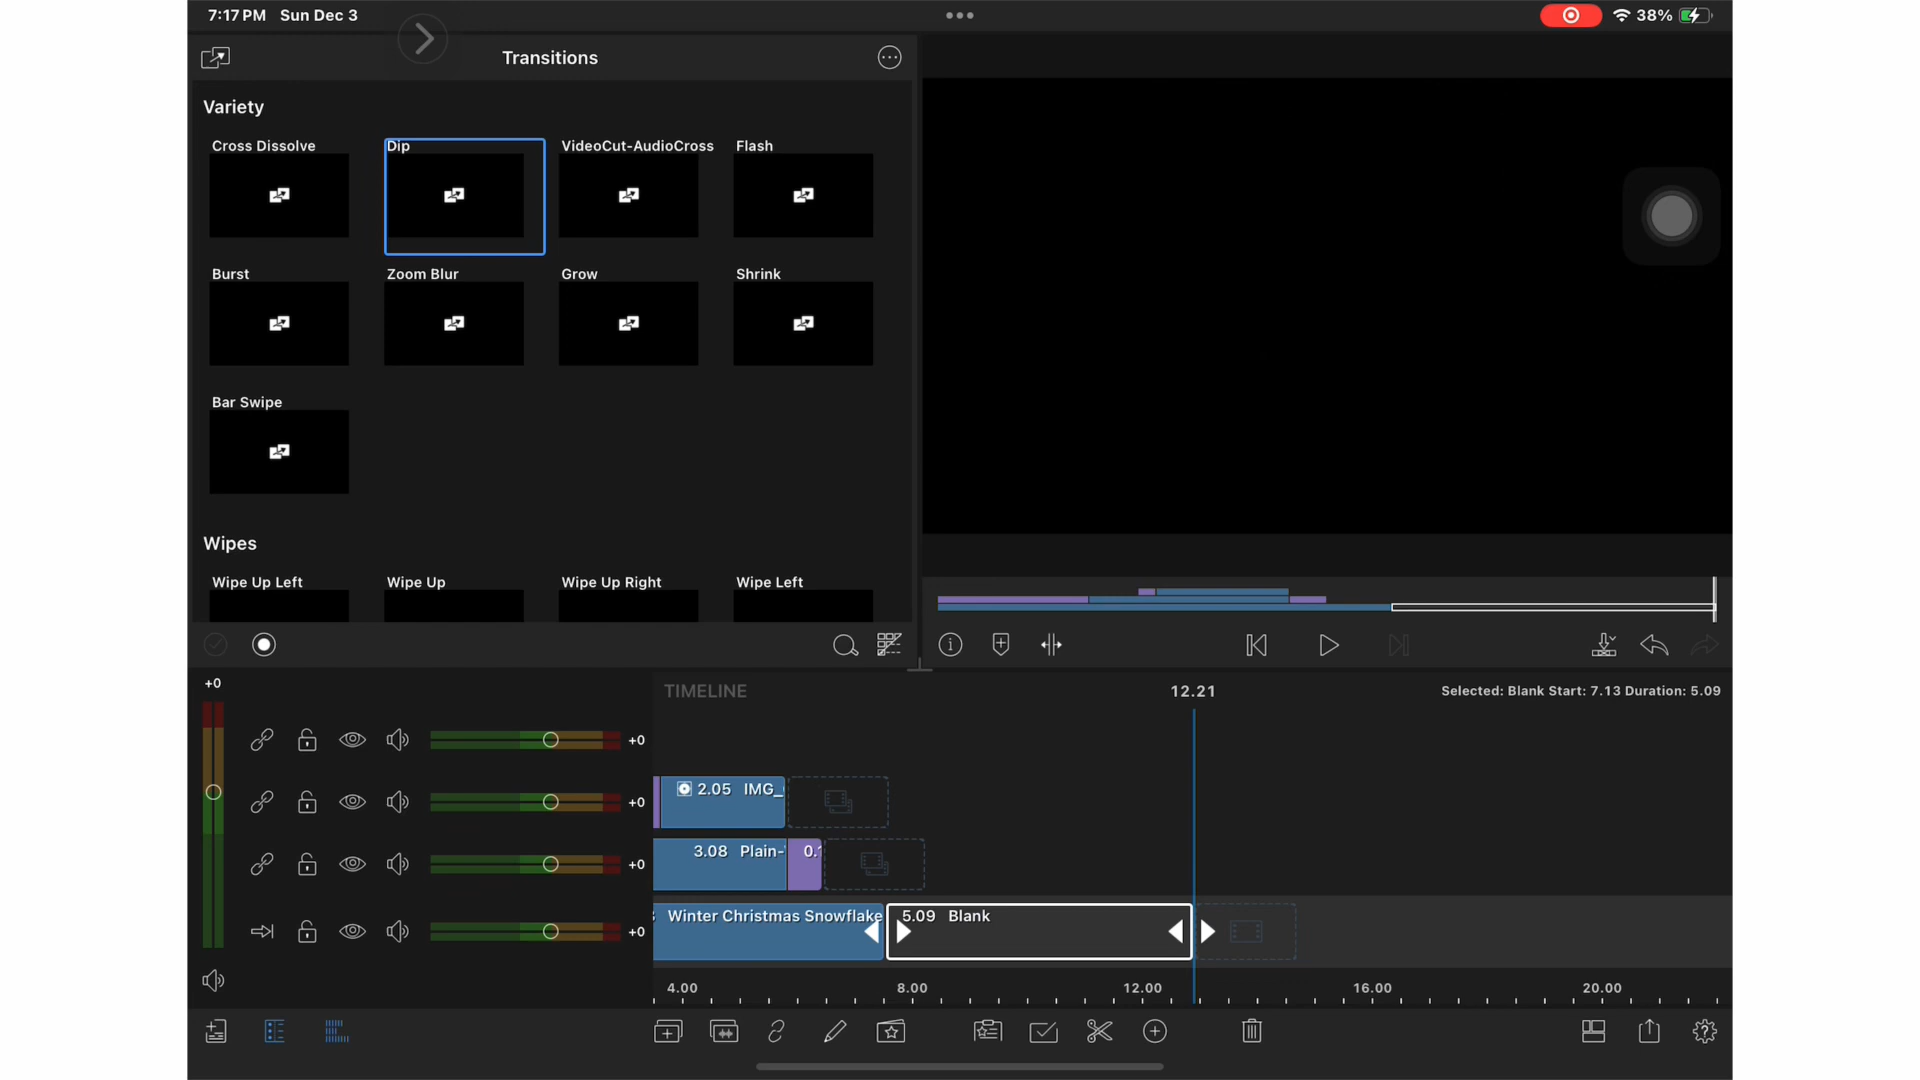 7:17 PM Sun Dec 3
38%
Transitions
Variety
Cross Dissolve
Dip
VideoCut-AudioCross
Flash
Burst
Zoom Blur
Grow
Shrink
Bar Swipe
Wipes
Wipe Up Left
Wipe Up
Wipe Up Right
Wipe Left
+0
TIMELINE
12.21
Selected: Blank Start: 7.13 Duration: 5.09
+0
2.05 IMG_
+0
3.08 Plain-
0.
+0
Winter Christmas Snowflake
5.09 Blank
+0
4.00
8.00
12.00
16.00
20.00